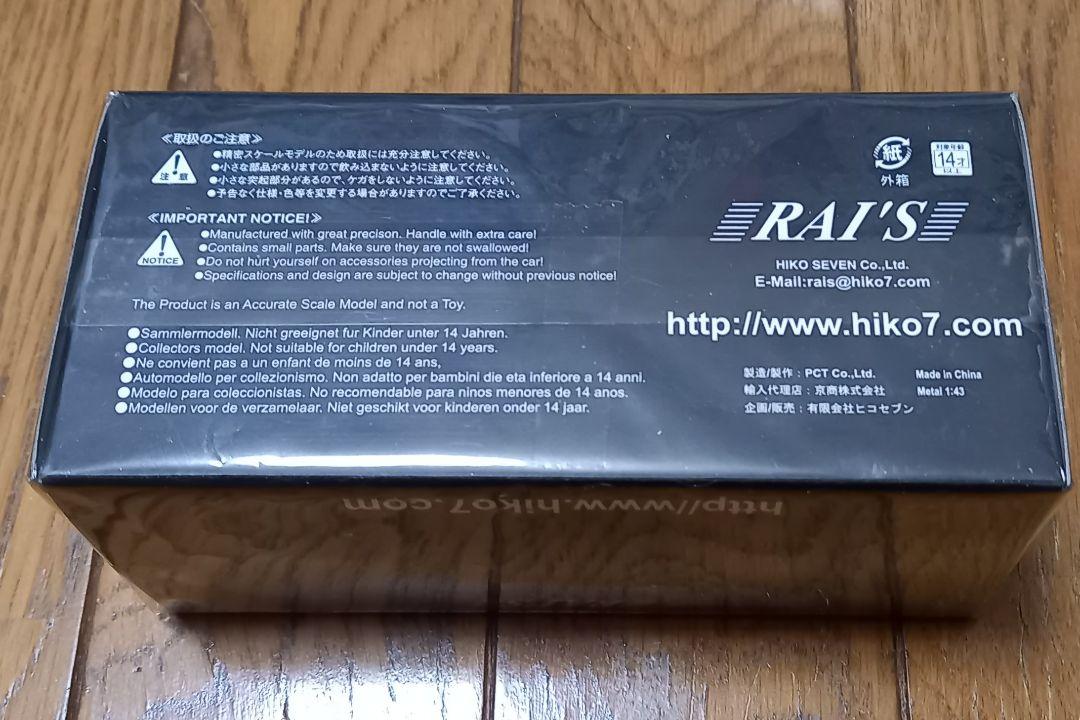 ≪取扱のご注意≫
注意
●精密スケールモデルのため取扱には充分注意してください。
●小さな部品がありますので飲み込まないように注意してください。
●小さな突起部分があるので、ケガをしないように注意してください。
●予告なく仕様・色等を変更する場合がありますのでご了承ください。
≪IMPORTANT NOTICE!≫
NOTICE
●Manufactured with great precison. Handle with extra care!
●Contains small parts. Make sure they are not swallowed!
●Do not hurt yourself on accessories projecting from the car!
●Specifications and design are subject to change without previous notice!
The Product is an Accurate Scale Model and not a Toy.
●Sammlermodell. Nicht greeignet fur Kinder unter 14 Jahren.
●Collectors model. Not suitable for children under 14 years.
●Ne convient pas a un enfant de moins de 14 ans,
●Automodello per collezionismo. Non adatto per bambini die eta inferiore a 14 anni.
●Modelo para coleccionistas. No recomendable para ninos menores de 14 anos.
●Modellen voor de verzamelaar. Niet geschikt voor kinderen onder 14 jaar.
紙
外箱
対象年齢
14才
以上
RAI'S
HIKO SEVEN Co.,Ltd.
E-Mail:rais@hiko7.com
http://www.hiko7.com
製造/製作：PCT Co.,Ltd. Made in China
輸入代理店：京商株式会社 Metal 1:43
企画/販売：有限会社ヒコセブン
http://www.hiko7.com